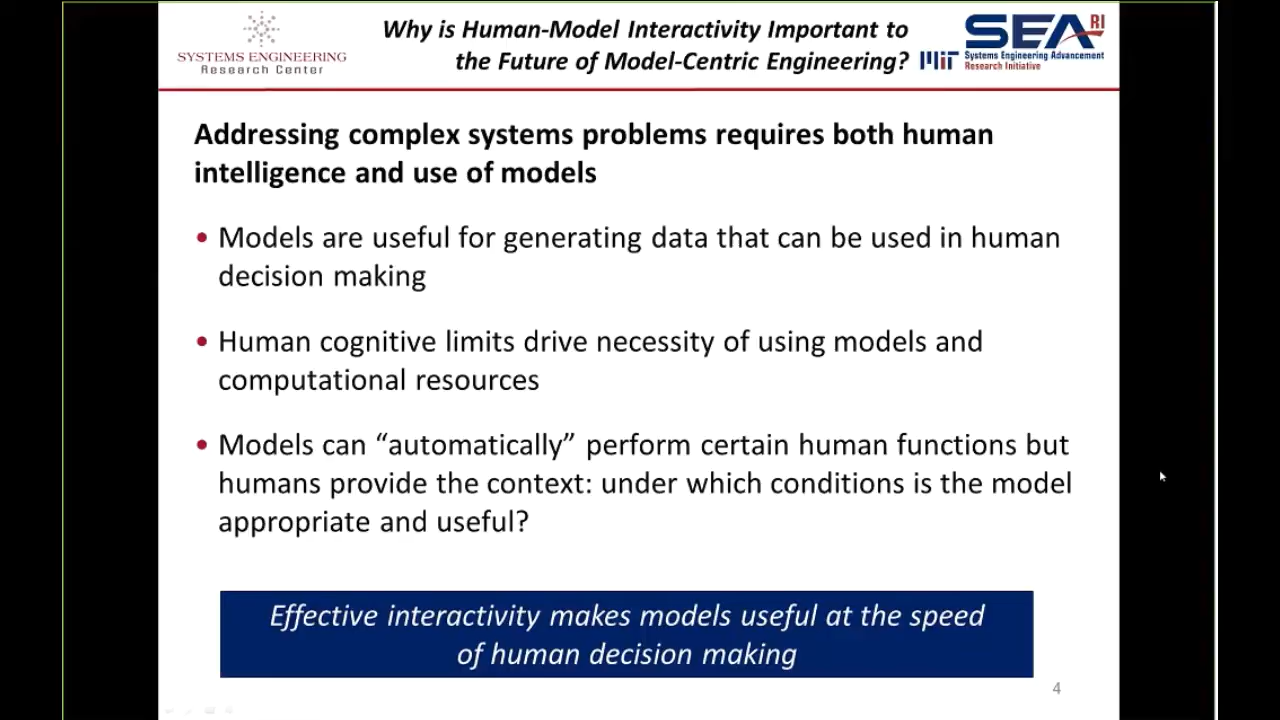 SYSTEMS ENGINEERING
Research Center
Why is Human-Model Interactivity Important to
the Future of Model-Centric Engineering?
MIT
SEARI
Systems Engineering Advancement
Research Initiative
Addressing complex systems problems requires both human
intelligence and use of models
• Models are useful for generating data that can be used in human
decision making
• Human cognitive limits drive necessity of using models and
computational resources
• Models can “automatically” perform certain human functions but
humans provide the context: under which conditions is the model
appropriate and useful?
Effective interactivity makes models useful at the speed
of human decision making
4